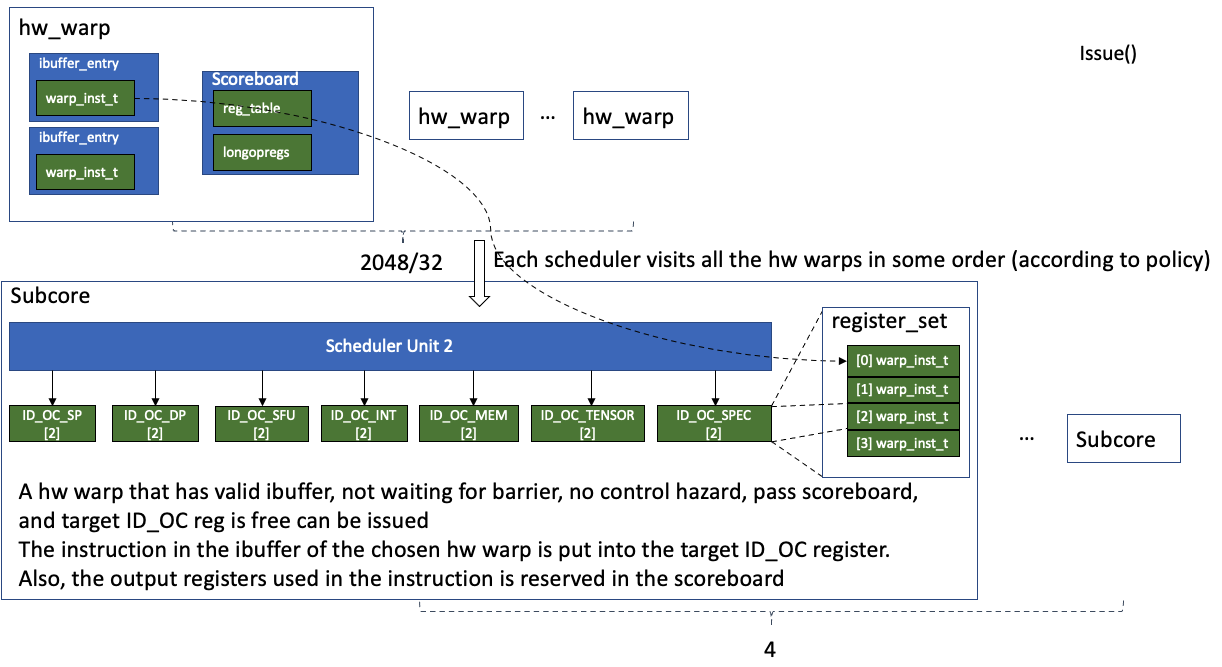 hw_warp
Issue()
ibuffer_entry
warp_inst_t
ibuffer_entry
warp_inst_t
Scoreboard
reg_table
longopregs
hw_warp
...
hw_warp
2048/32
Each scheduler visits all the hw warps in some order (according to policy)
Subcore
Scheduler Unit 2
ID_OC_SP
[2]
ID_OC_DP
[2]
ID_OC_SFU
[2]
ID_OC_INT
[2]
ID_OC_MEM
[2]
ID_OC_TENSOR
[2]
ID_OC_SPEC
[2]
register_set
[0] warp_inst_t
[1] warp_inst_t
[2] warp_inst_t
[3] warp_inst_t
...
Subcore
A hw warp that has valid ibuffer, not waiting for barrier, no control hazard, pass scoreboard,
and target ID_OC reg is free can be issued
The instruction in the ibuffer of the chosen hw warp is put into the target ID_OC register.
Also, the output registers used in the instruction is reserved in the scoreboard
4